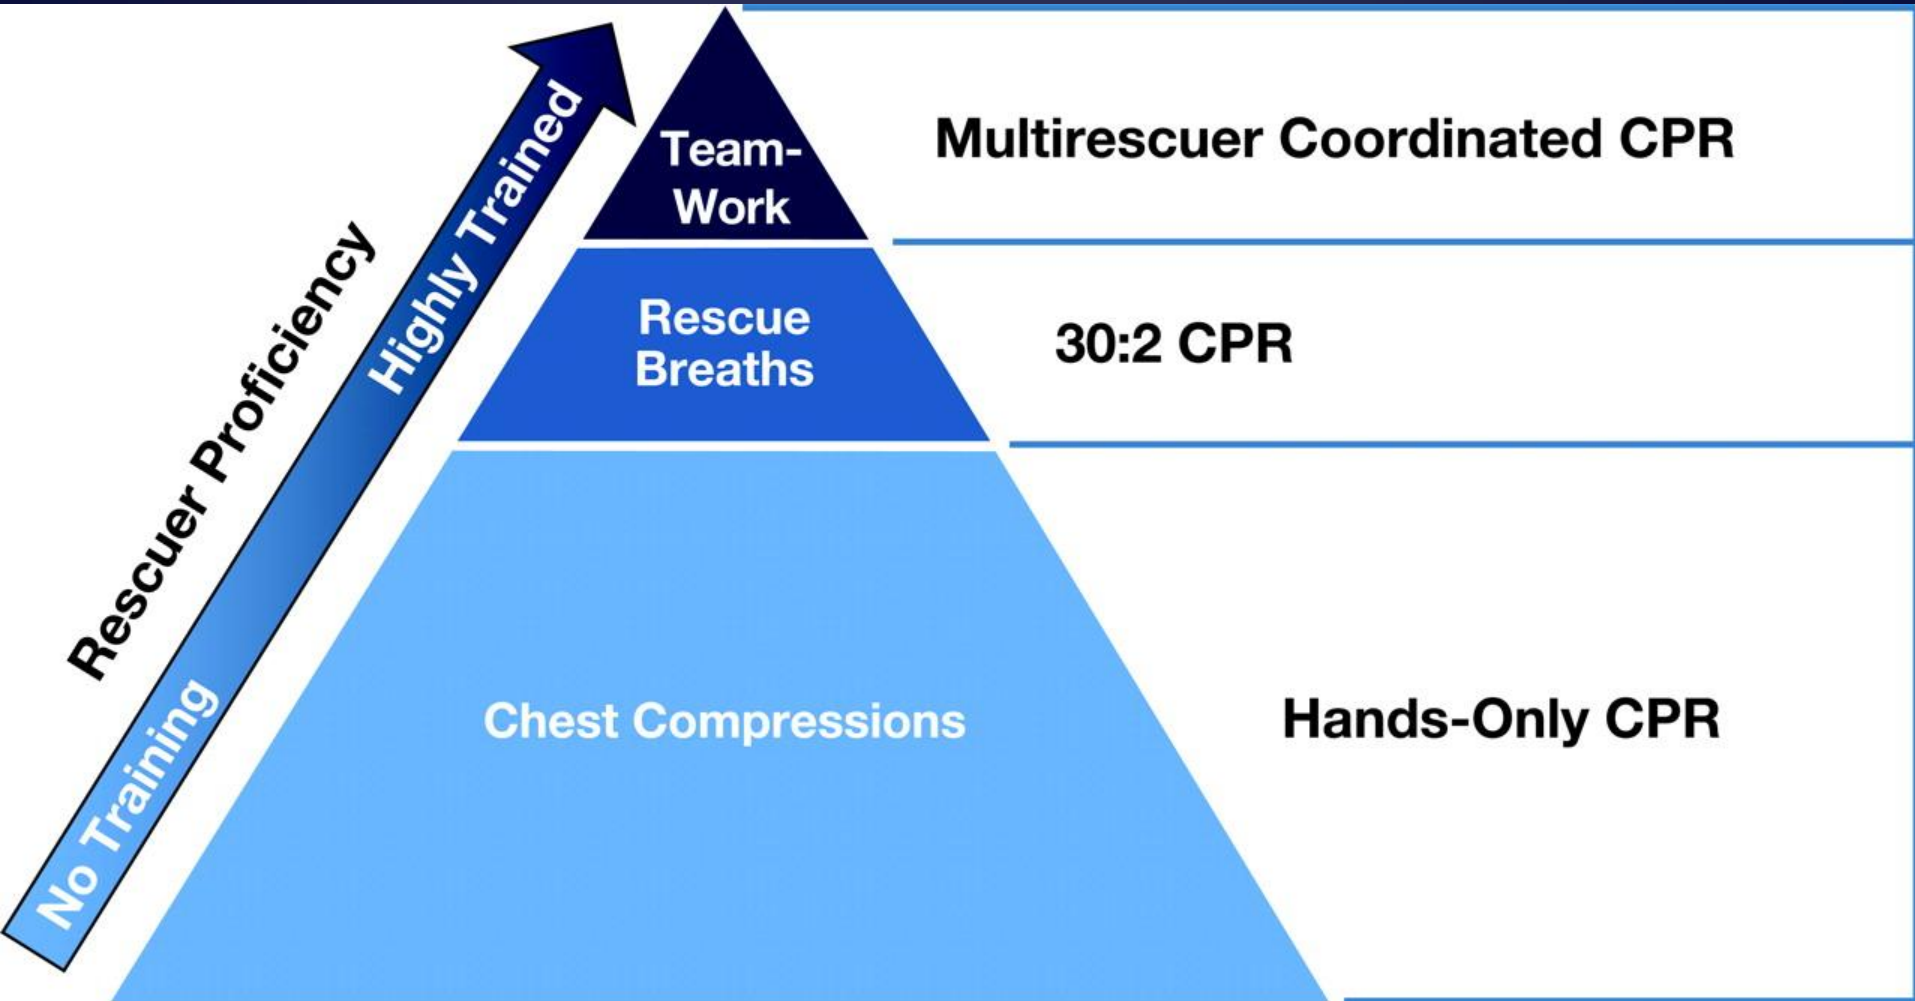 Rescuer Proficiency
Highly Trained
No Training
Team-
Work
Multirescuer Coordinated CPR
Rescue
Breaths
30:2 CPR
Chest Compressions
Hands-Only CPR